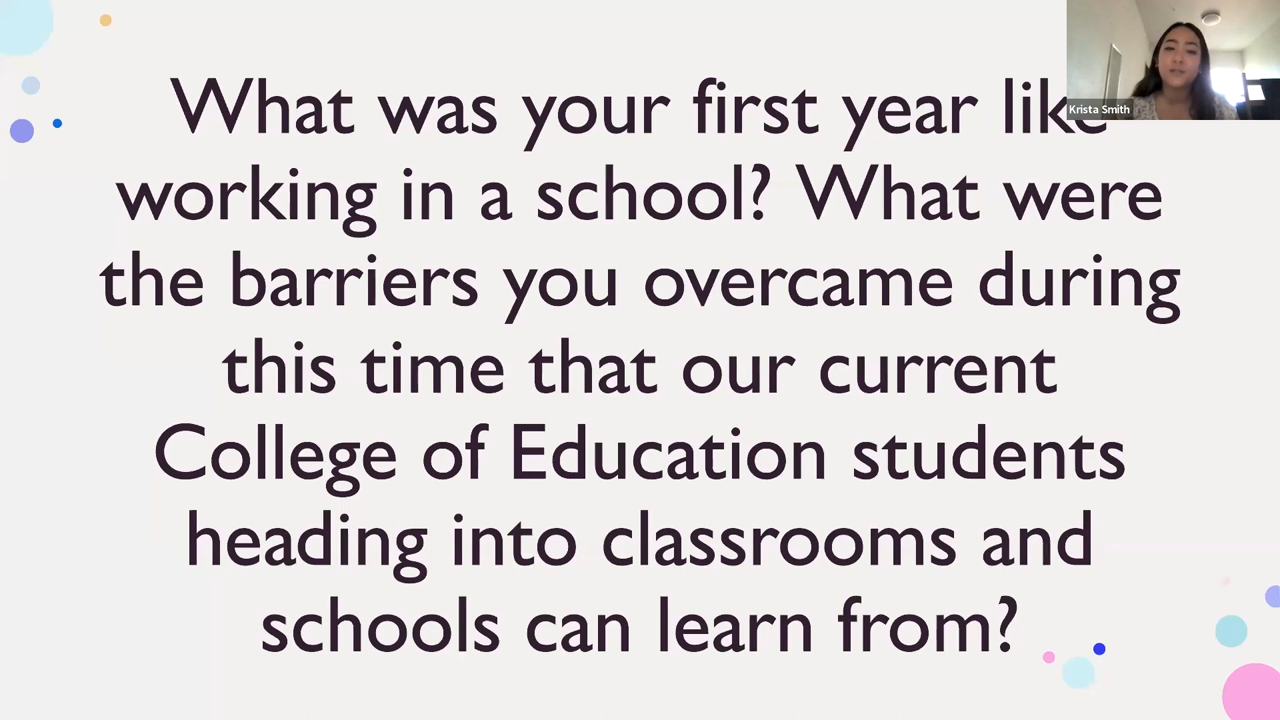 What was your first year like
working in a school? What were
the barriers you overcame during
this time that our current
College of Education students
heading into classrooms and
schools can learn from?
Krista Smith